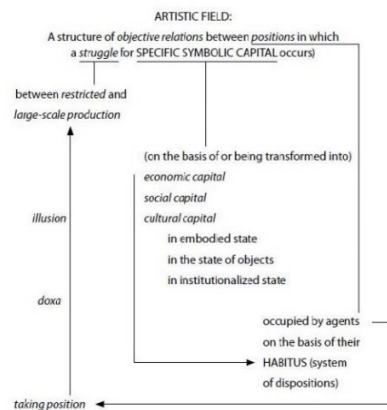 ARTISTIC FIELD:
A structure of objective relations between positions in which
a struggle for SPECIFIC SYMBOLIC CAPITAL occurs)
between restricted and
large-scale production
(on the basis of or being transformed into)
economic capital
social capital
cultural capital
in embodied state
in the state of objects
in institutionalized state
illusion
doxa
occupied by agents
on the basis of their
HABITUS (system
of dispositions)
taking position